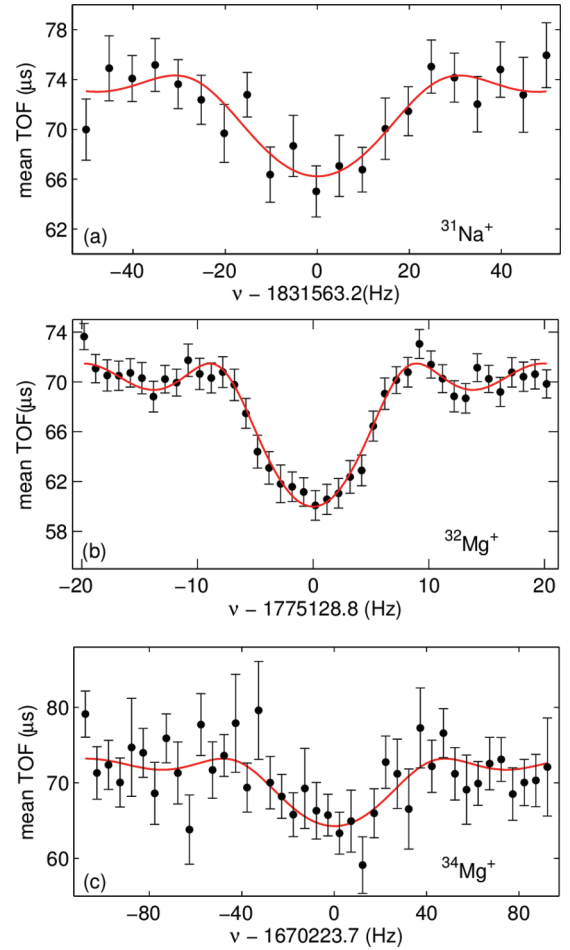 78
74
70
66
62
mean TOF (µs)
(a)
³¹Na⁺
−40 −20 0 20 40
ν − 1831563.2(Hz)
74
70
66
62
58
mean TOF(µs)
(b)
³²Mg⁺
−20 −10 0 10 20
ν − 1775128.8 (Hz)
80
70
60
mean TOF (µs)
(c)
³⁴Mg⁺
−80 −40 0 40 80
ν − 1670223.7 (Hz)